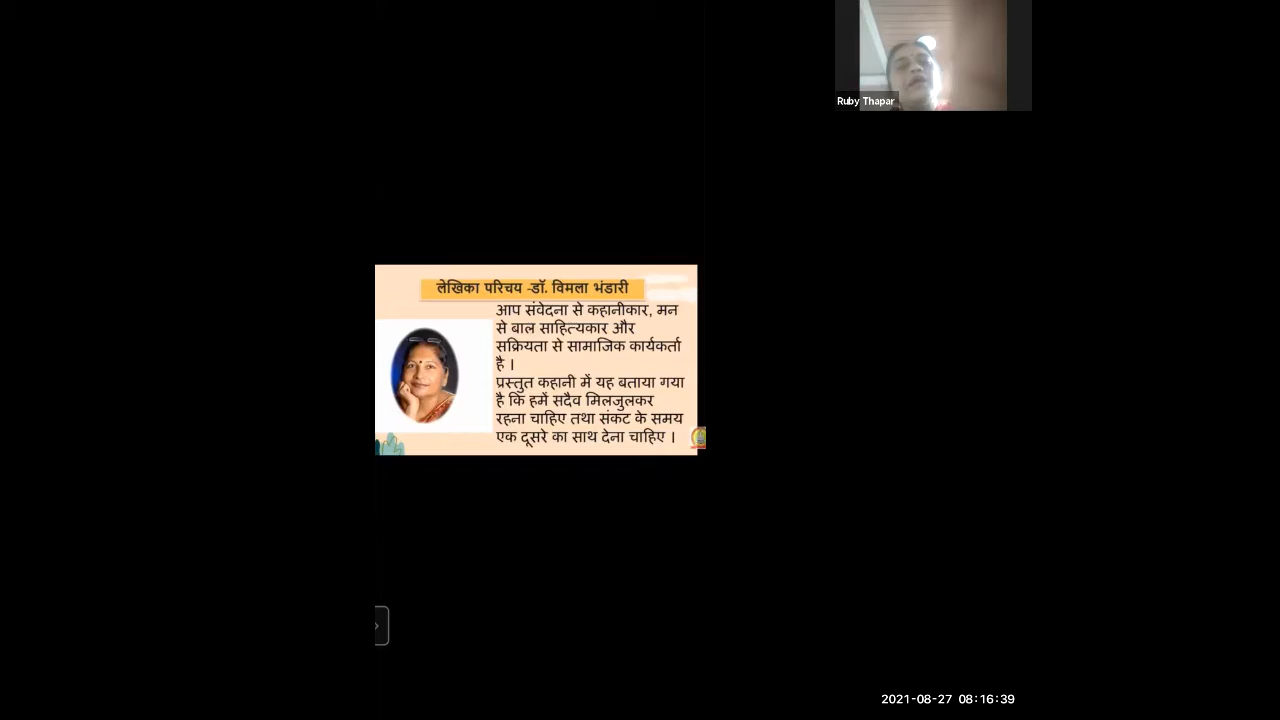 Ruby Thapar
लेखिका परिचय -डॉ. विमला भंडारी
आप संवेदना से कहानीकार, मन
से बाल साहित्यकार और
सक्रियता से सामाजिक कार्यकर्ता
है ।
प्रस्तुत कहानी में यह बताया गया
है कि हमें सदैव मिलजुलकर
रहना चाहिए तथा संकट के समय
एक दूसरे का साथ देना चाहिए ।
2021-08-27 08:16:39